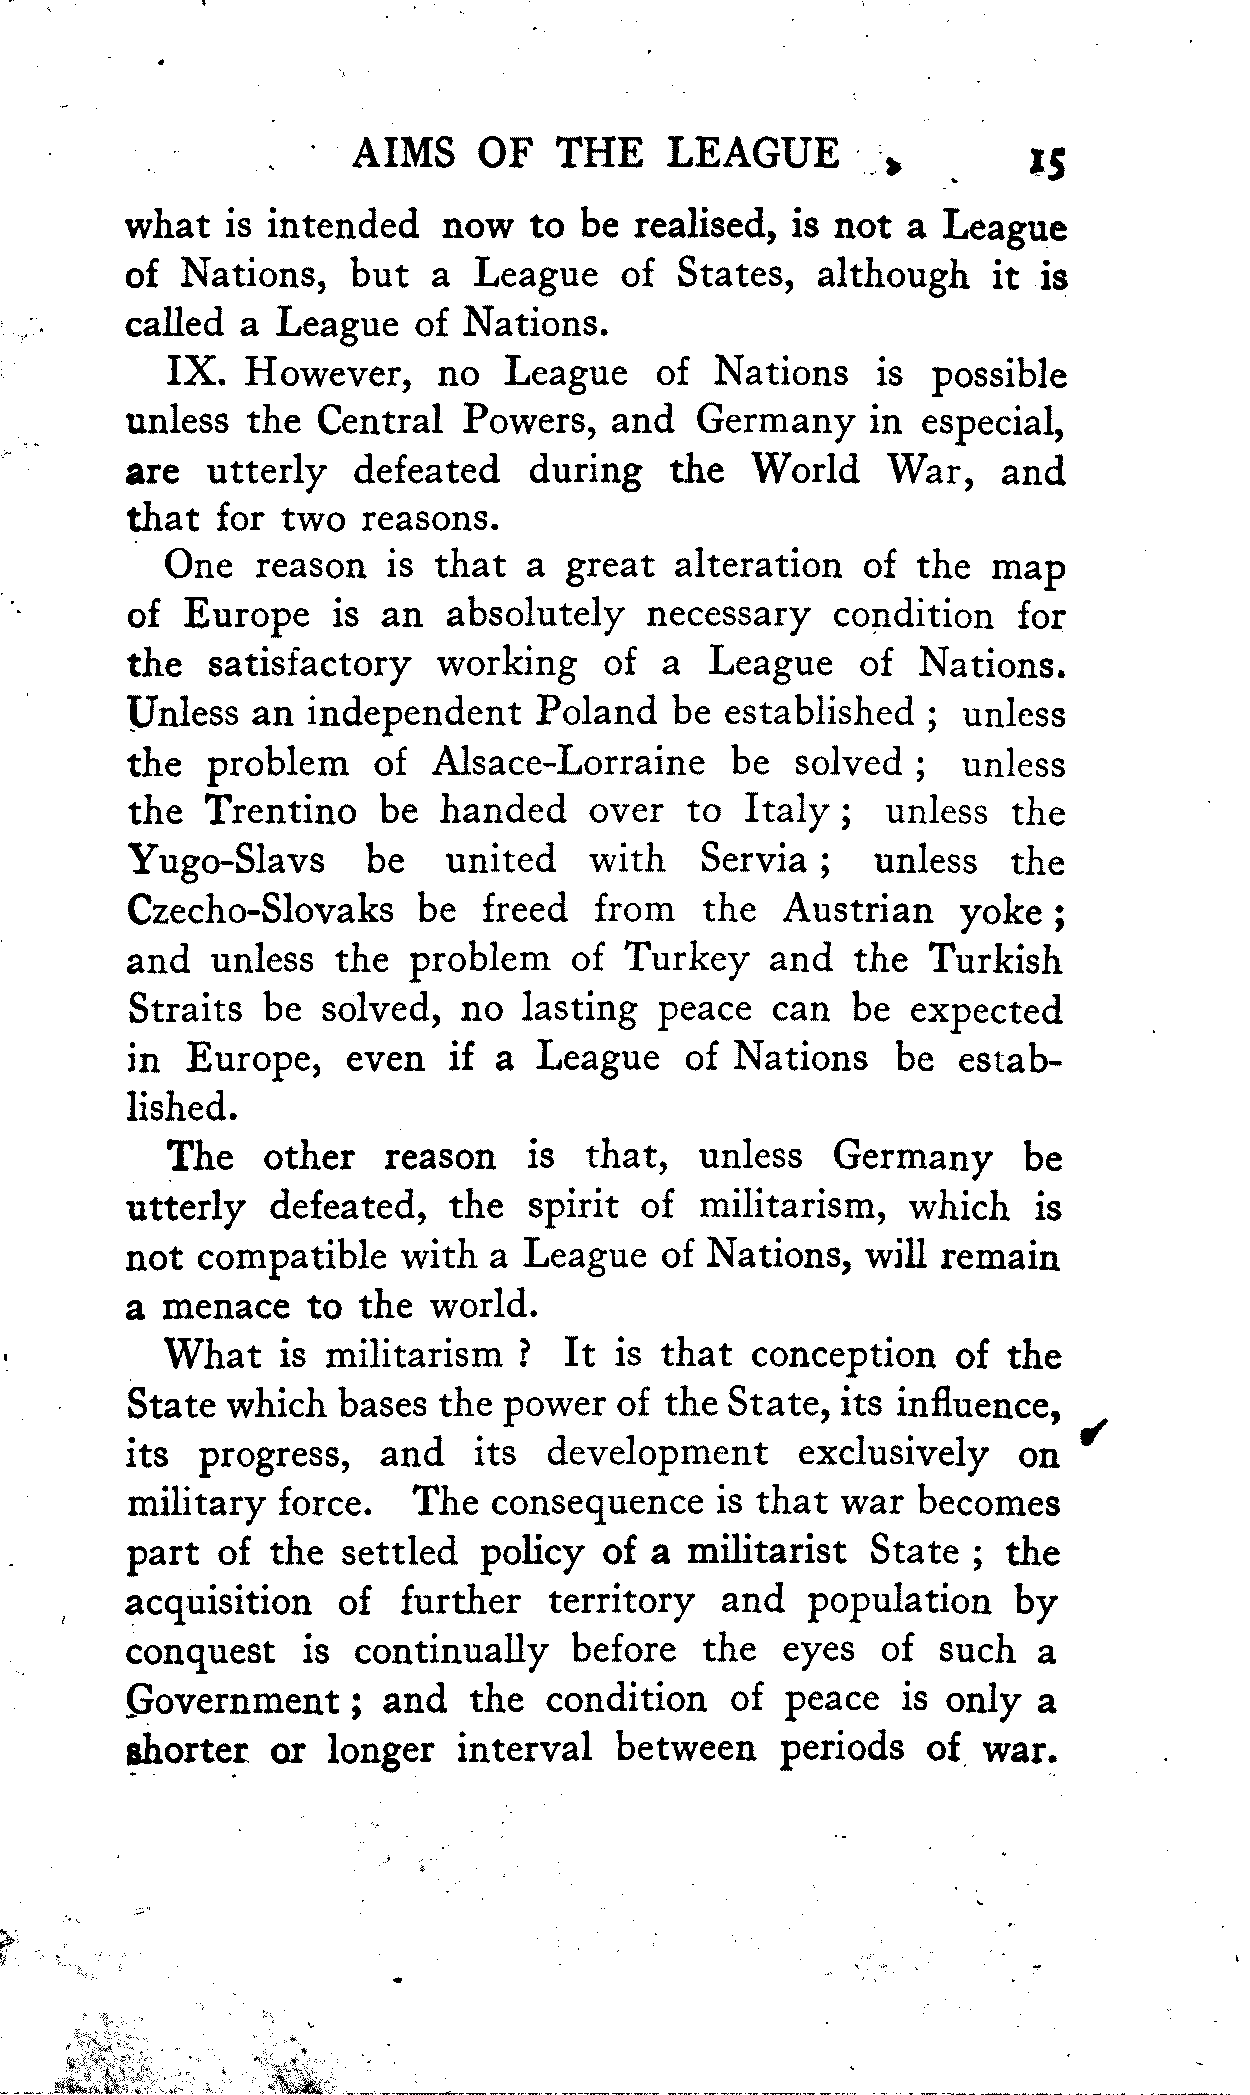 AIMS OF THE LEAGUE 15
what is intended now to be realised, is not a League
of Nations, but a League of States, although it is
called a League of Nations.
IX. However, no League of Nations is possible
unless the Central Powers, and Germany in especial,
are utterly defeated during the World War, and
that for two reasons.
One reason is that a great alteration of the map
of Europe is an absolutely necessary condition for
the satisfactory working of a League of Nations.
Unless an independent Poland be established ; unless
the problem of Alsace-Lorraine be solved ; unless
the Trentino be handed over to Italy ; unless the
Yugo-Slavs be united with Servia ; unless the
Czecho-Slovaks be freed from the Austrian yoke ;
and unless the problem of Turkey and the Turkish
Straits be solved, no lasting peace can be expected
in Europe, even if a League of Nations be estab-
lished.
The other reason is that, unless Germany be
utterly defeated, the spirit of militarism, which is
not compatible with a League of Nations, will remain
a menace to the world.
What is militarism ? It is that conception of the
State which bases the power of the State, its influence,
its progress, and its development exclusively on
military force. The consequence is that war becomes
part of the settled policy of a militarist State ; the
acquisition of further territory and population by
conquest is continually before the eyes of such a
Government ; and the condition of peace is only a
shorter or longer interval between periods of war.